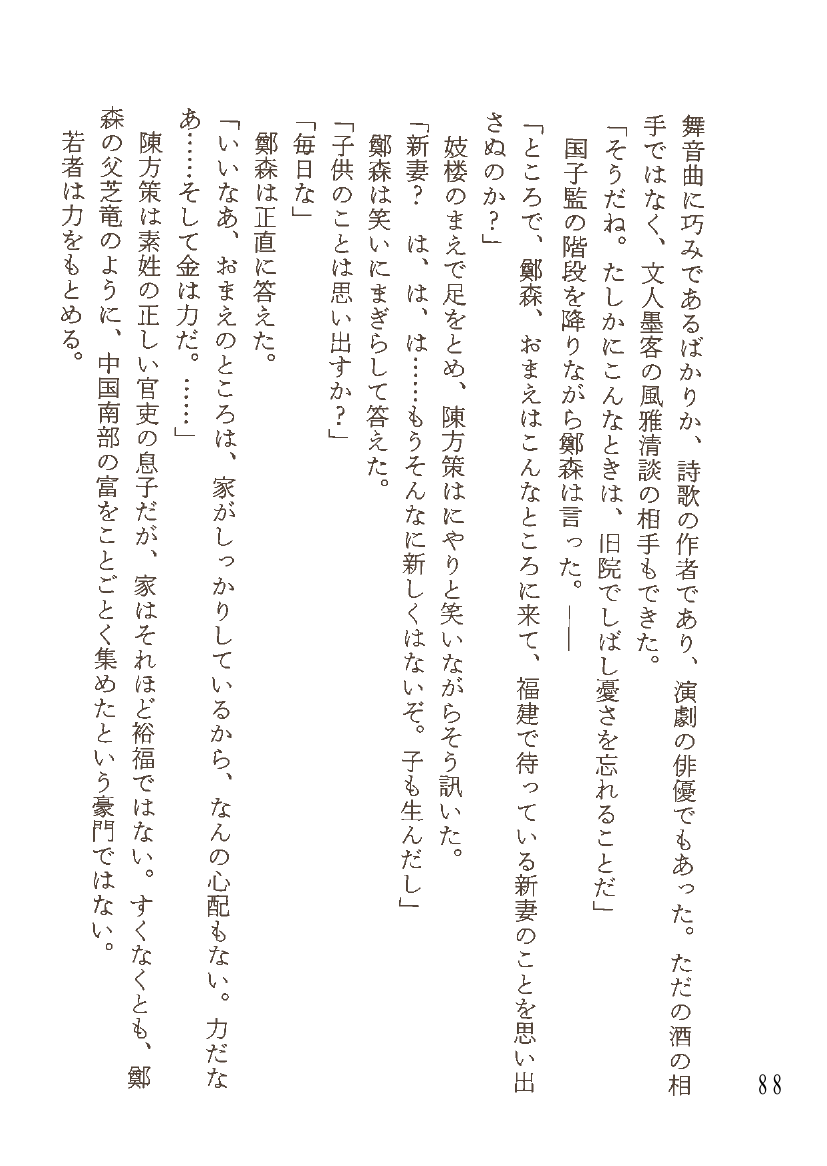 舞音曲に巧みであるばかりか、詩歌の作者であり、演劇の俳優でもあった。ただの酒の相
手ではなく、文人墨客の風雅清談の相手もできた。
「そうだね。たしかにこんなときは、旧院でしばし憂さを忘れることだ」
国子監の階段を降りながら鄭森は言った。――
「ところで、鄭森、おまえはこんなところに来て、福建で待っている新妻のことを思い出
さぬのか？」
妓楼のまえで足をとめ、陳方策はにやりと笑いながらそう訊いた。
「新妻？　は、は、は……もうそんなに新しくはないぞ。子も生んだし」
鄭森は笑いにまぎらして答えた。
「子供のことは思い出すか？」
「毎日な」
鄭森は正直に答えた。
「いいなあ、おまえのところは、家がしっかりしているから、なんの心配もない。力だな
あ……そして金は力だ。……」
陳方策は素姓の正しい官吏の息子だが、家はそれほど裕福ではない。すくなくとも、鄭
森の父芝竜のように、中国南部の富をことごとく集めたという豪門ではない。
若者は力をもとめる。
88